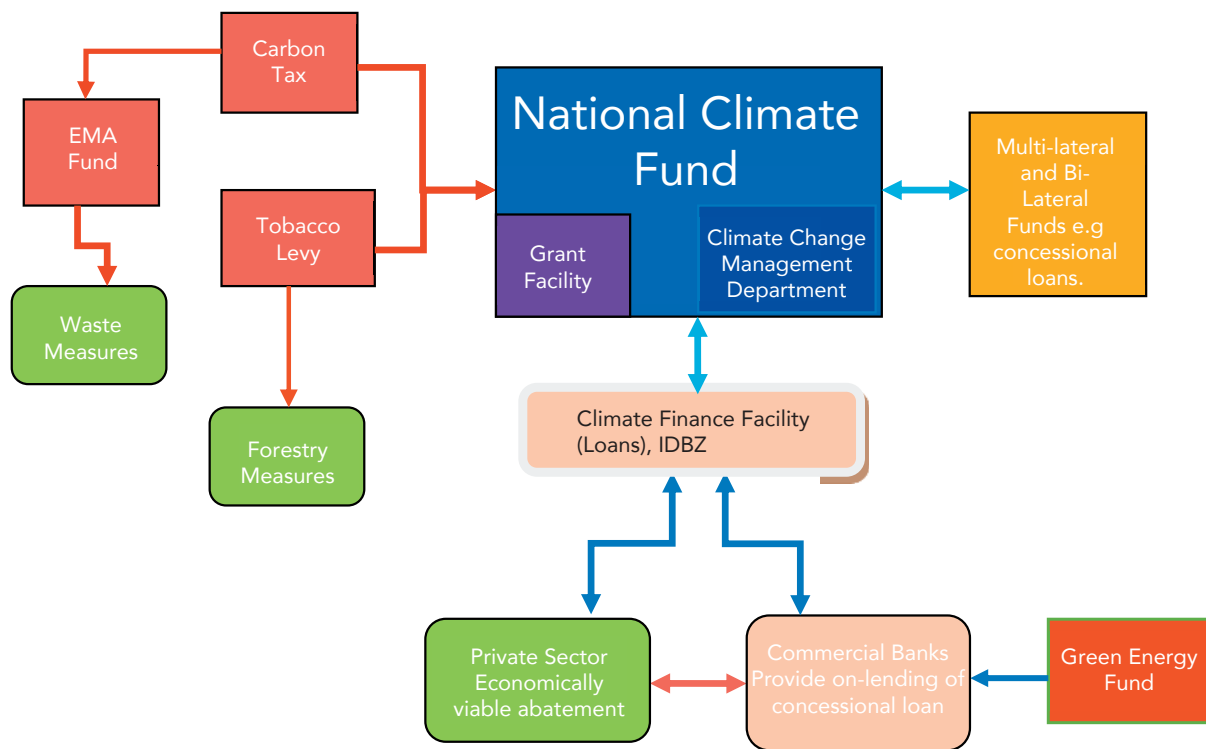 Carbon
Tax
EMA
Fund
Tobacco
Levy
Waste
Measures
Forestry
Measures
National Climate
Fund
Grant
Facility
Climate Change
Management
Department
Multi-lateral
and Bi-
Lateral
Funds e.g
concessional
loans.
Climate Finance Facility
(Loans), IDBZ
Private Sector
Economically
viable abatement
Commercial Banks
Provide on-lending of
concessional loan
Green Energy
Fund